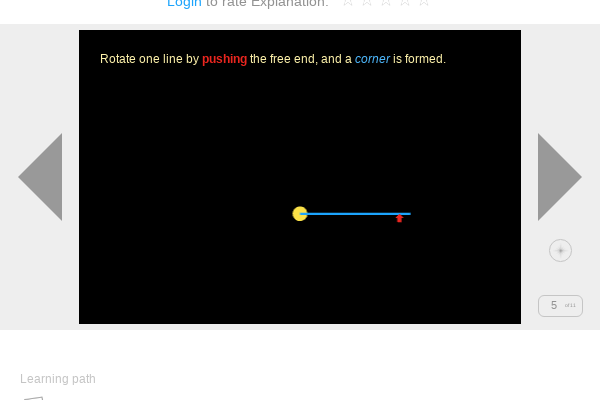 Login to rate Explanation:
Rotate one line by pushing the free end, and a corner is formed.
5 of 11
Learning path